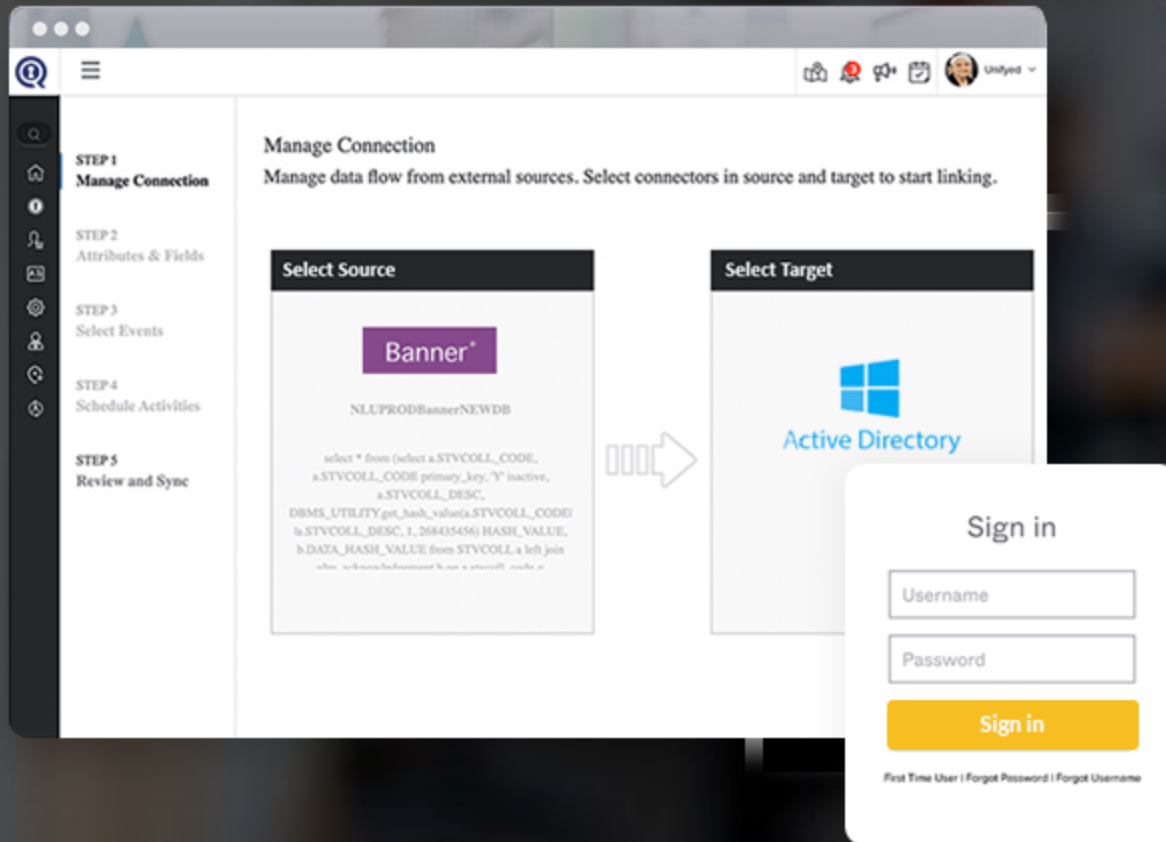 Unifyed
STEP 1
Manage Connection
STEP 2
Attributes & Fields
STEP 3
Select Events
STEP 4
Schedule Activities
STEP 5
Review and Sync
Manage Connection
Manage data flow from external sources. Select connectors in source and target to start linking.
Select Source
Banner®
NLUPRODBannerNEWDB
select * from (select a.STVCOLL_CODE,
a.STVCOLL_CODE primary_key, 'Y' isactive,
a.STVCOLL_DESC,
DBMS_UTILITY.get_hash_value(a.STVCOLL_CODE|
|a.STVCOLL_DESC, 1, 268435456) HASH_VALUE,
b.DATA_HASH_VALUE from STVCOLL a left join
Select Target
Active Directory
Sign in
Username
Password
Sign in
First Time User | Forgot Password | Forgot Username